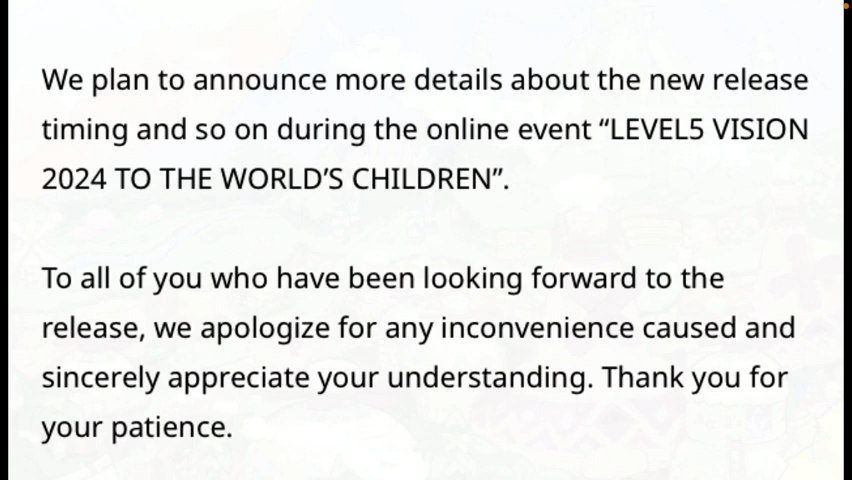 We plan to announce more details about the new release
timing and so on during the online event “LEVEL5 VISION
2024 TO THE WORLD’S CHILDREN”.
To all of you who have been looking forward to the
release, we apologize for any inconvenience caused and
sincerely appreciate your understanding. Thank you for
your patience.